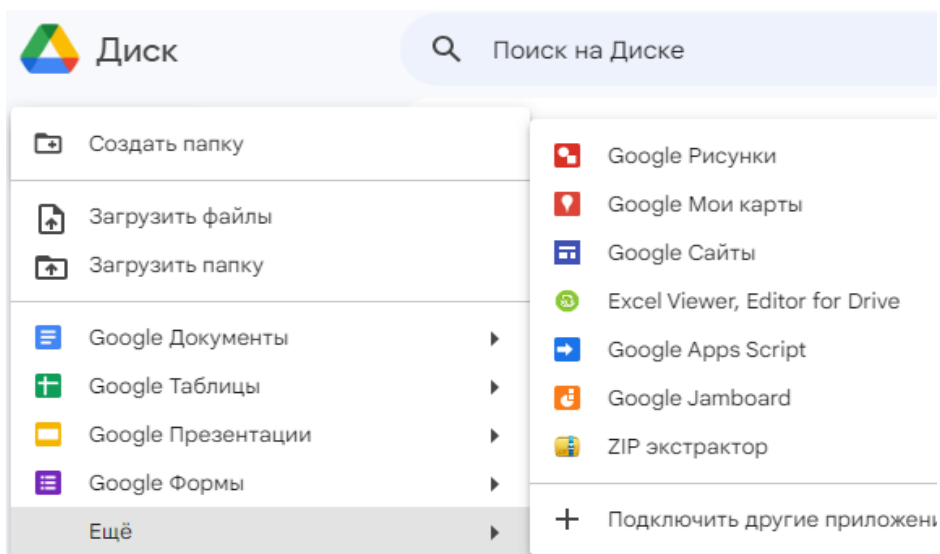 Диск
Поиск на Диске
Создать папку
Загрузить файлы
Загрузить папку
Google Документы
Google Таблицы
Google Презентации
Google Формы
Ещё
Google Рисунки
Google Мои карты
Google Сайты
Excel Viewer, Editor for Drive
Google Apps Script
Google Jamboard
ZIP экстрактор
Подключить другие